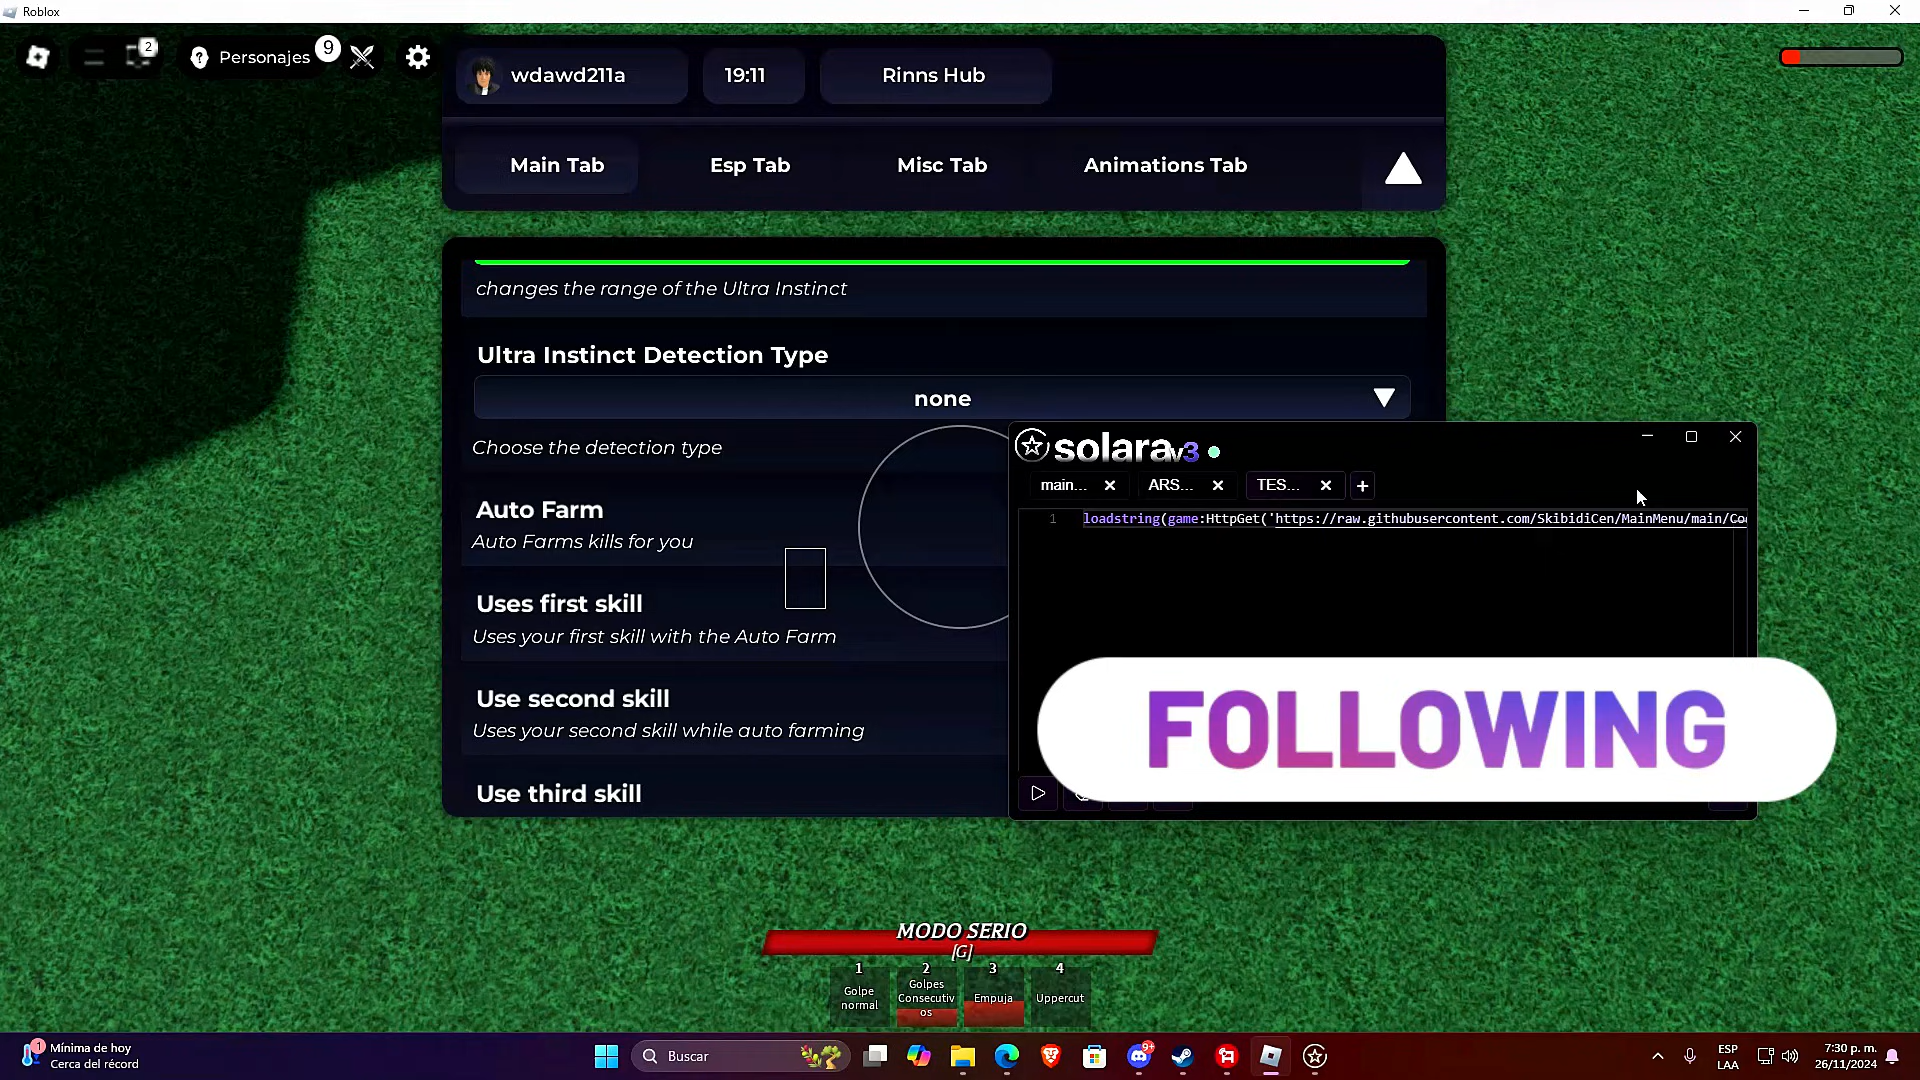 Roblox
2
Personajes
9
wdawd211a
19:11
Rinns Hub
Main Tab
Esp Tab
Misc Tab
Animations Tab
changes the range of the Ultra Instinct
Ultra Instinct Detection Type
none
Choose the detection type
Auto Farm
Auto Farms kills for you
Uses first skill
Uses your first skill with the Auto Farm
Use second skill
Uses your second skill while auto farming
Use third skill
solara v3
main...
ARS...
TES...
1
loadstring(game:HttpGet('https://raw.githubusercontent.com/SkibidiCen/MainMenu/main/Co
FOLLOWING
MODO SERIO
[G]
1
Golpe
normal
2
Golpes
Consecutiv
os
3
Empuja
4
Uppercut
1
Mínima de hoy
Cerca del récord
Buscar
9+
ESP
LAA
7:30 p. m.
26/11/2024